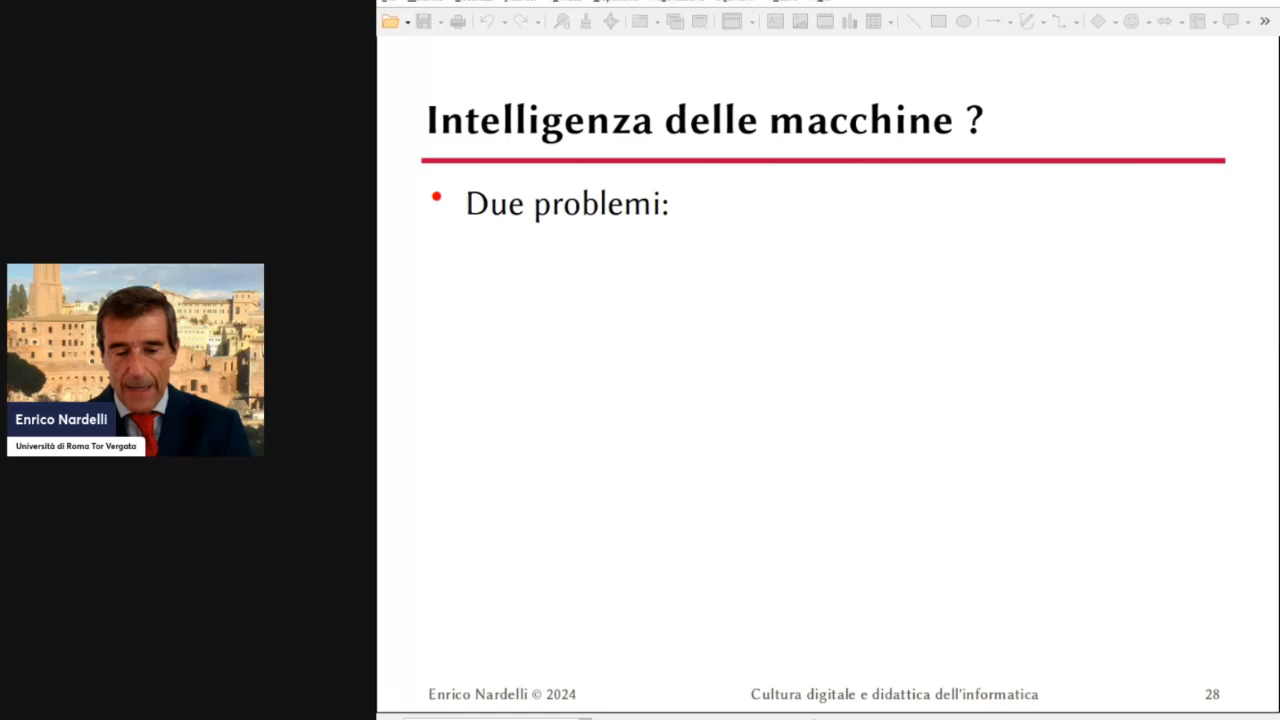 Intelligenza delle macchine ?
• Due problemi:
Enrico Nardelli
Università di Roma Tor Vergata
Enrico Nardelli © 2024
Cultura digitale e didattica dell'informatica
28